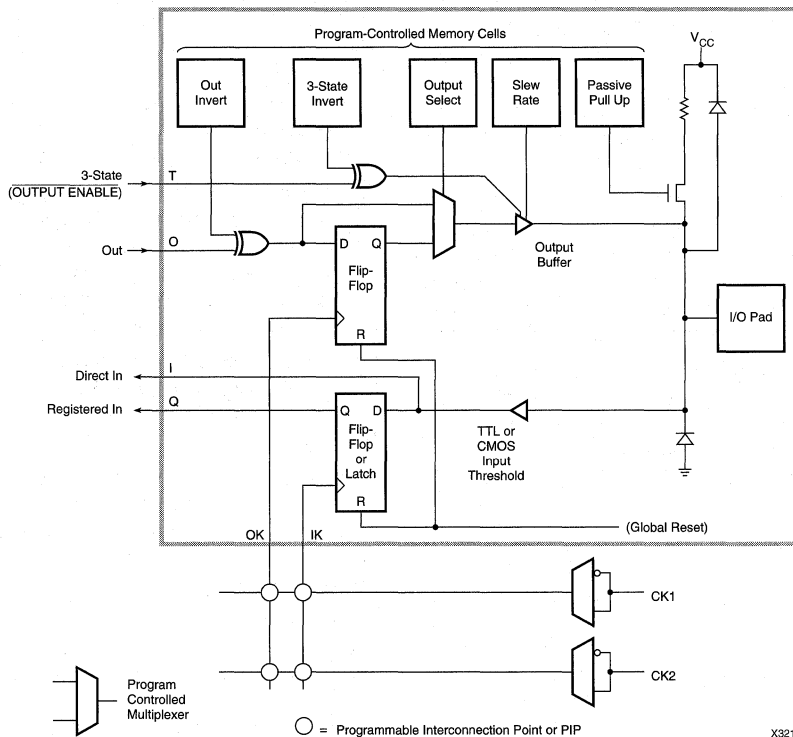 Program-Controlled Memory Cells
VCC
Out
Invert
3-State
Invert
Output
Select
Slew
Rate
Passive
Pull Up
3-State
(OUTPUT ENABLE)
T
Out
O
D Q
Flip-
Flop
R
Output
Buffer
I/O Pad
Direct In
I
Registered In
Q
Q D
Flip-
Flop
or
Latch
R
TTL or
CMOS
Input
Threshold
(Global Reset)
OK
IK
CK1
CK2
Program
Controlled
Multiplexer
= Programmable Interconnection Point or PIP